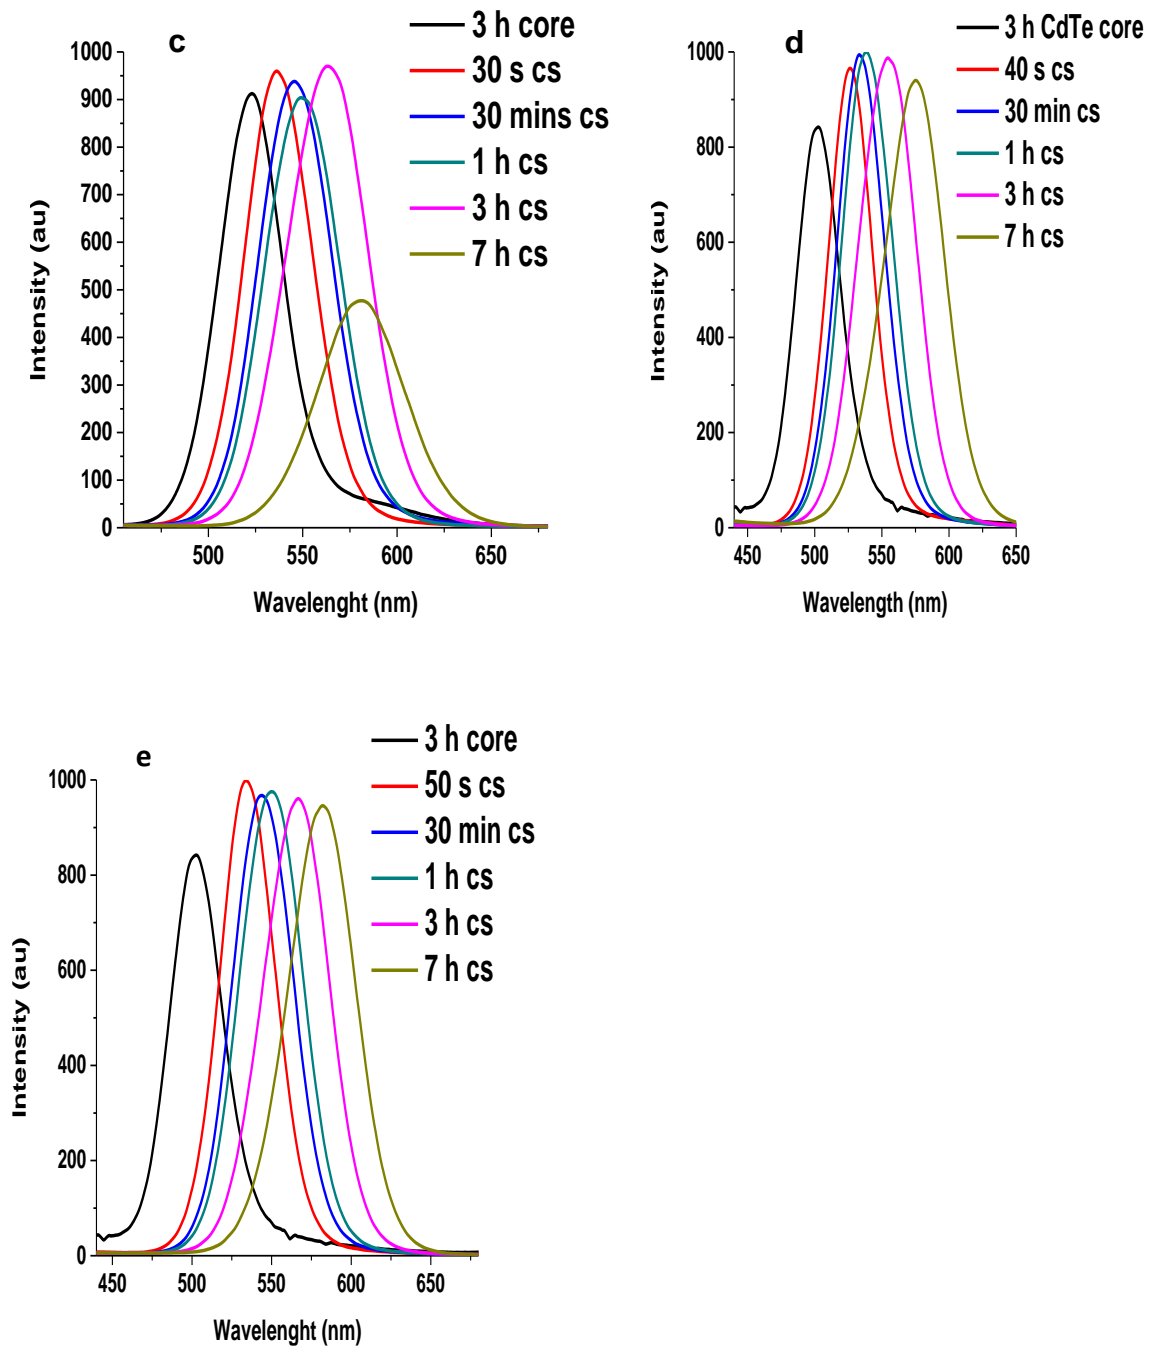 c
3 h core
30 s cs
30 mins cs
1 h cs
3 h cs
7 h cs
1000
900
800
700
600
500
400
300
200
100
0
500 550 600 650
Intensity (au)
Wavelenght (nm)
d
3 h CdTe core
40 s cs
30 min cs
1 h cs
3 h cs
7 h cs
1000
800
600
400
200
0
450 500 550 600 650
Intensity (au)
Wavelength (nm)
e
3 h core
50 s cs
30 min cs
1 h cs
3 h cs
7 h cs
1000
800
600
400
200
0
450 500 550 600 650
Intensity (au)
Wavelenght (nm)